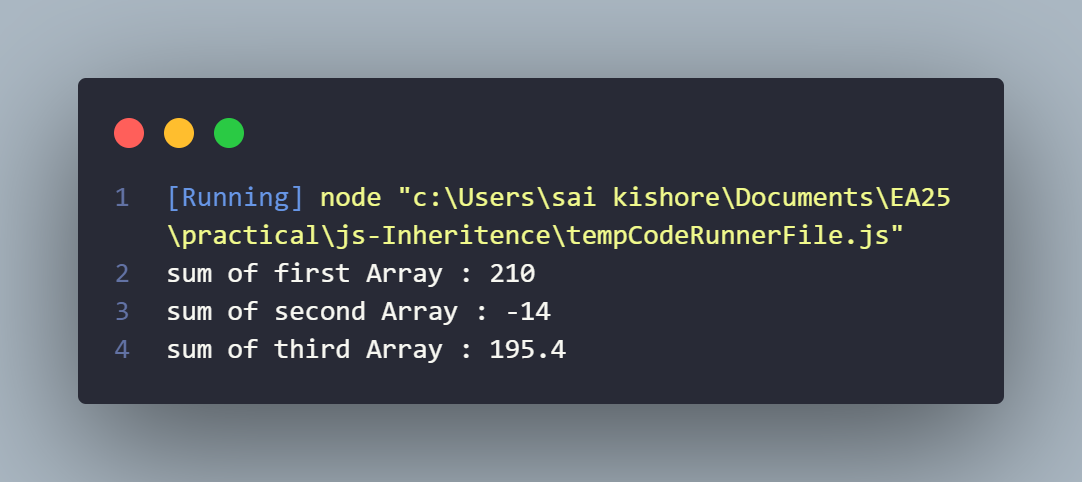 1 [Running] node "c:\Users\sai kishore\Documents\EA25
\practical\js-Inheritence\tempCodeRunnerFile.js"
2 sum of first Array : 210
3 sum of second Array : -14
4 sum of third Array : 195.4